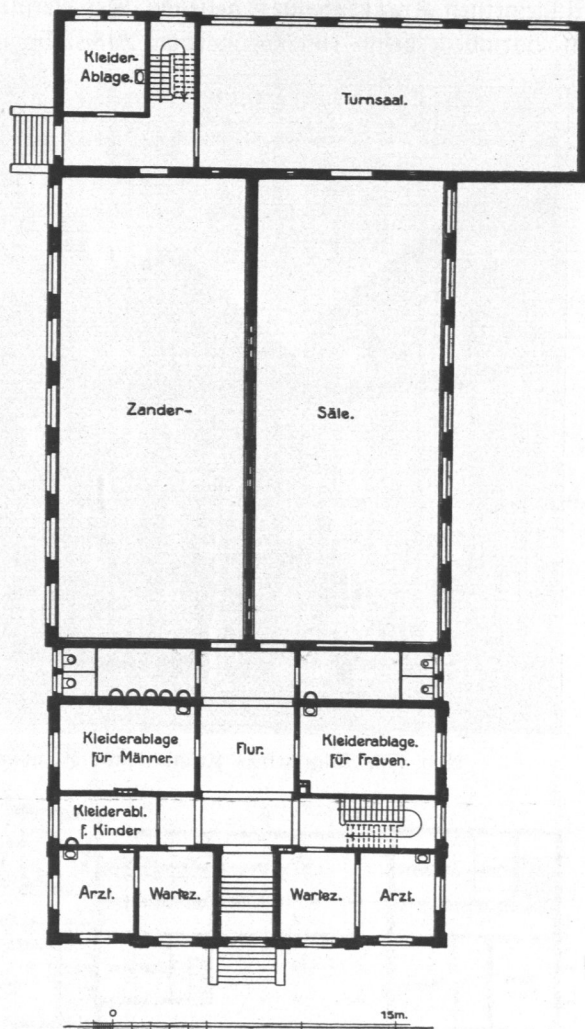 Kleider-
Ablage.
Turnsaal.
Zander-
Säle.
Kleiderablage
für Männer.
Flur.
Kleiderablage.
für Frauen.
Kleiderabl.
f. Kinder
Arzt.
Wartez.
Wartez.
Arzt.
0
15m.